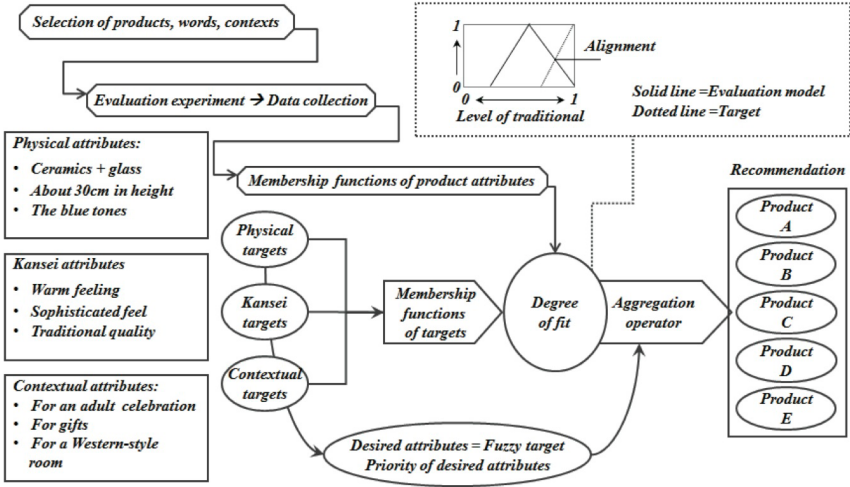 Selection of products, words, contexts
Evaluation experiment → Data collection
Membership functions of product attributes
1
0
0
1
Level of traditional
Alignment
Solid line =Evaluation model
Dotted line =Target
Physical attributes:
• Ceramics + glass
• About 30cm in height
• The blue tones
Kansei attributes
• Warm feeling
• Sophisticated feel
• Traditional quality
Contextual attributes:
• For an adult celebration
• For gifts
• For a Western-style
room
Physical
targets
Kansei
targets
Contextual
targets
Membership
functions
of targets
Degree
of fit
Aggregation
operator
Desired attributes = Fuzzy target
Priority of desired attributes
Recommendation
Product
A
Product
B
Product
C
Product
D
Product
E